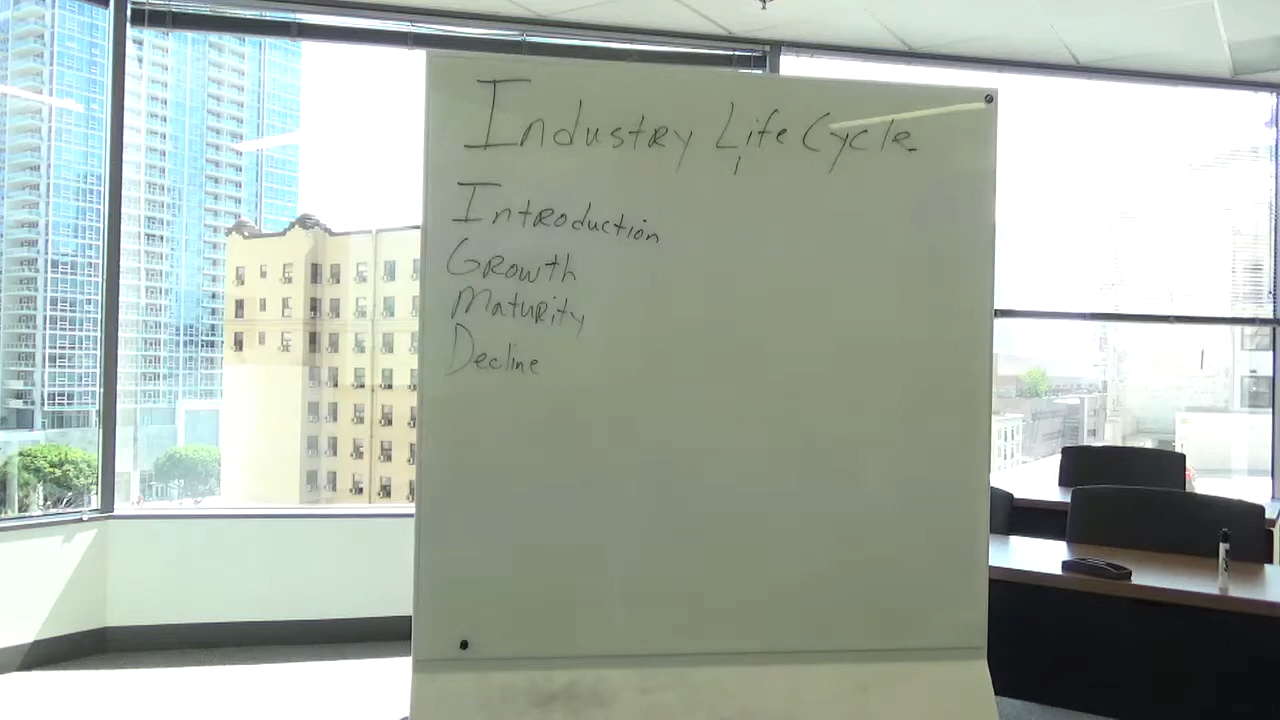 Industry Life Cycle
Introduction
Growth
Maturity
Decline